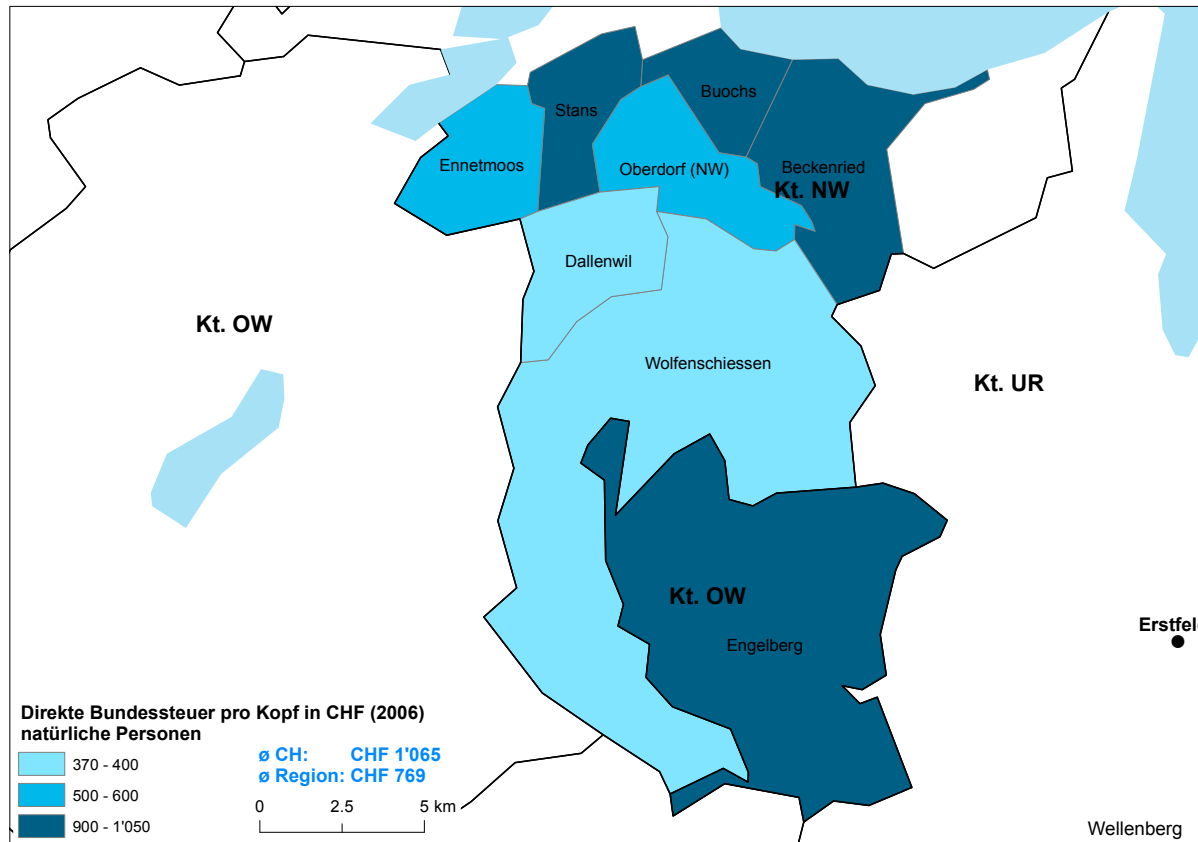 Buochs
Stans
Ennetmoos
Oberdorf (NW)
Beckenried
Kt. NW
Dallenwil
Kt. OW
Wolfenschiessen
Kt. UR
Kt. OW
Erstfel
Engelberg
Direkte Bundessteuer pro Kopf in CHF (2006)
natürliche Personen
370 - 400
500 - 600
900 - 1'050
ø CH: CHF 1'065
ø Region: CHF 769
0 2.5 5 km
Wellenberg